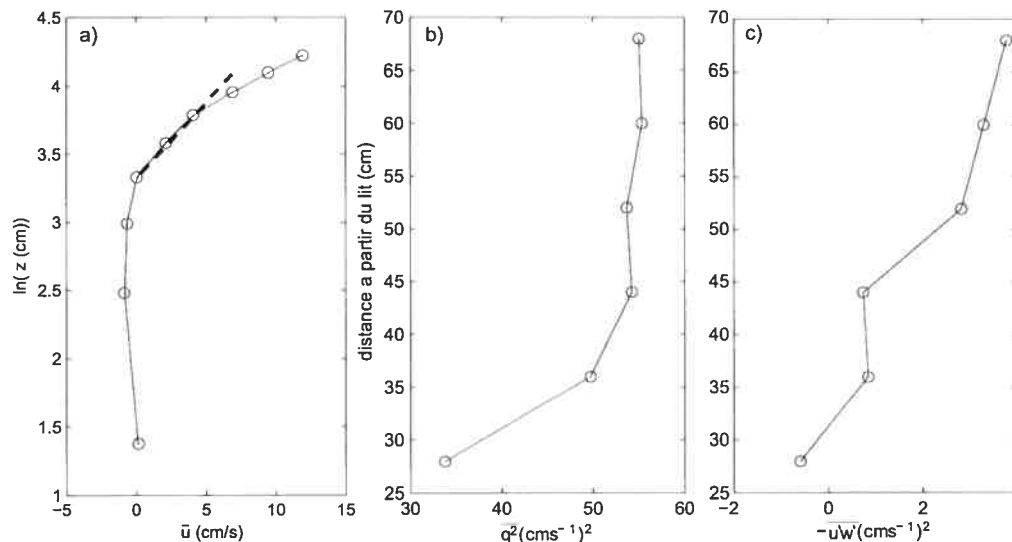 a)
4.5
4
3.5
3
2.5
2
1.5
1
ln( z (cm))
−5 0 5 10 15
ū (cm/s)
b)
70
65
60
55
50
45
40
35
30
25
distance a partir du lit (cm)
30 40 50 60
q²(cms⁻¹)²
c)
70
65
60
55
50
45
40
35
30
25
−2 0 2
−u'w'(cms⁻¹)²